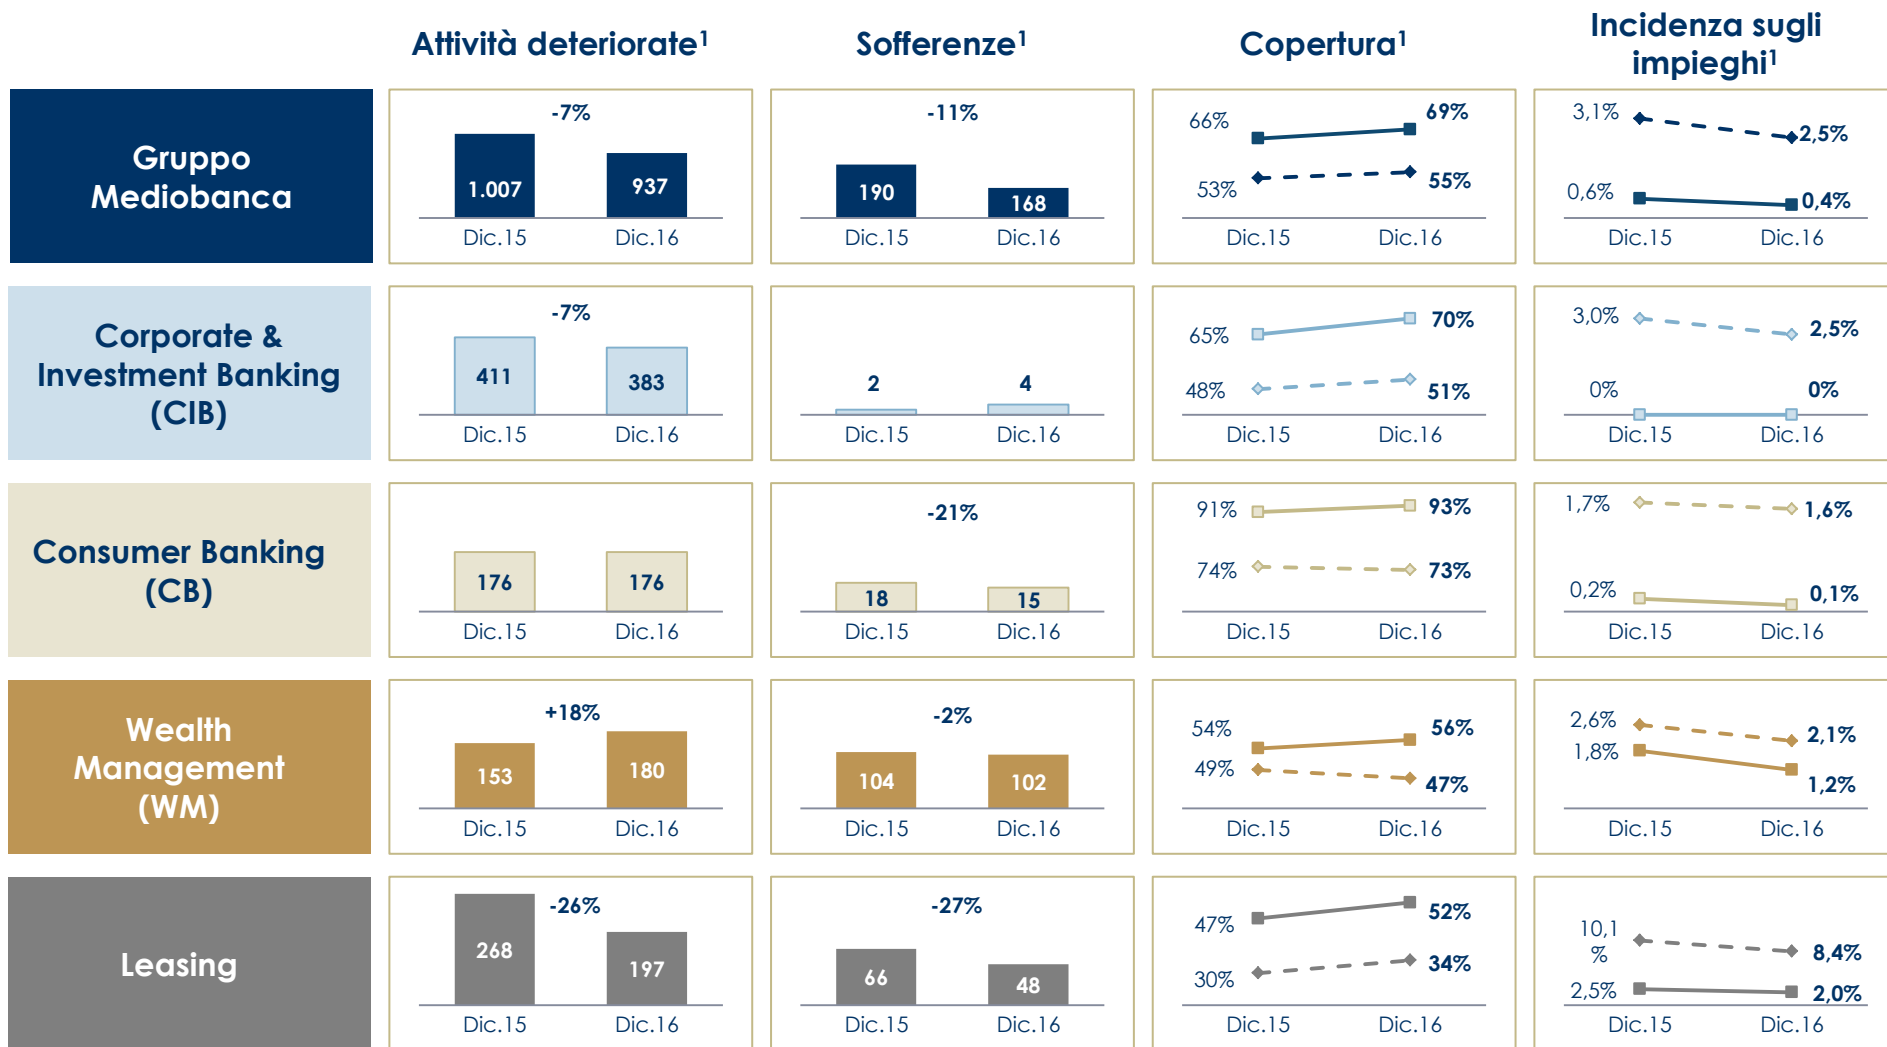 Attività deteriorate¹
Sofferenze¹
Copertura¹
Incidenza sugli
impieghi¹
Gruppo
Mediobanca
-7%
1.007
937
Dic.15
Dic.16
-11%
190
168
Dic.15
Dic.16
66%
69%
53%
55%
Dic.15
Dic.16
3,1%
2,5%
0,6%
0,4%
Dic.15
Dic.16
Corporate &
Investment Banking
(CIB)
-7%
411
383
Dic.15
Dic.16
2
4
Dic.15
Dic.16
65%
70%
48%
51%
Dic.15
Dic.16
3,0%
2,5%
0%
0%
Dic.15
Dic.16
Consumer Banking
(CB)
176
176
Dic.15
Dic.16
-21%
18
15
Dic.15
Dic.16
91%
93%
74%
73%
Dic.15
Dic.16
1,7%
1,6%
0,2%
0,1%
Dic.15
Dic.16
Wealth
Management
(WM)
+18%
153
180
Dic.15
Dic.16
-2%
104
102
Dic.15
Dic.16
54%
56%
49%
47%
Dic.15
Dic.16
2,6%
2,1%
1,8%
1,2%
Dic.15
Dic.16
Leasing
-26%
268
197
Dic.15
Dic.16
-27%
66
48
Dic.15
Dic.16
47%
52%
30%
34%
Dic.15
Dic.16
10,1
%
8,4%
2,5%
2,0%
Dic.15
Dic.16